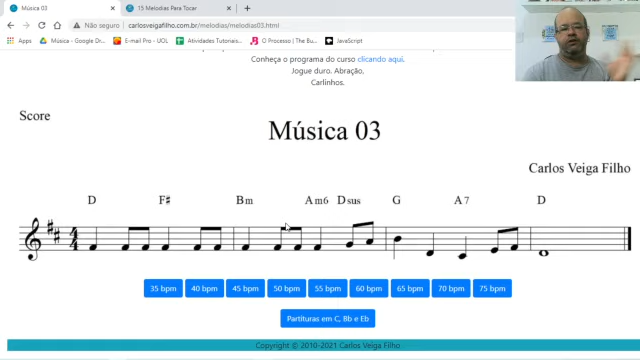 Música 03
15 Melodias Para Tocar
Não seguro
carlosveigafilho.com.br/melodias/melodias03.html
Apps
Música - Google Dr...
E-mail Pro - UOL
Atividades Tutoriais...
O Processo | The Bu...
JavaScript
Conheça o programa do curso clicando aqui.
Jogue duro. Abração.
Carlinhos.
Score
Música 03
Carlos Veiga Filho
D F♯ Bm Am6 Dsus G A7 D
4
4
35 bpm
40 bpm
45 bpm
50 bpm
55 bpm
60 bpm
65 bpm
70 bpm
75 bpm
Partituras em C, Bb e Eb
Copyright © 2010-2021 Carlos Veiga Filho